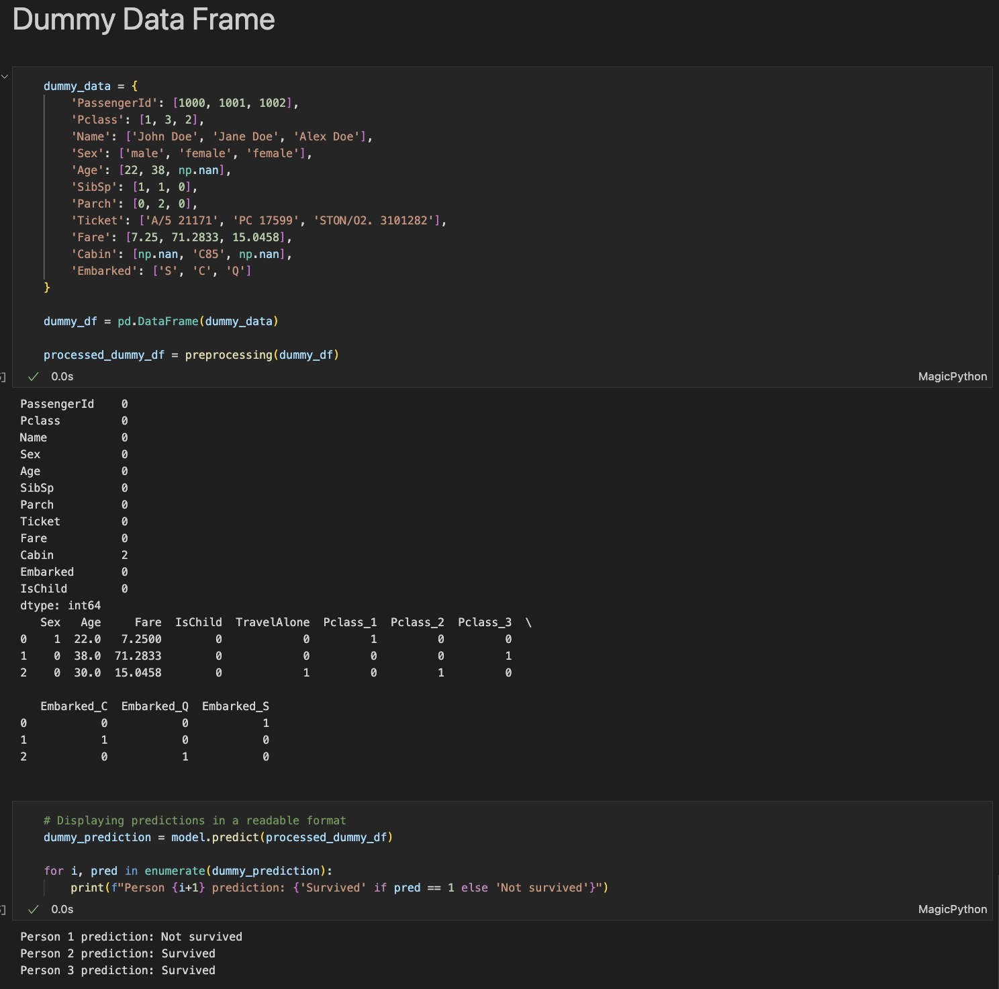 Dummy Data Frame
dummy_data = {
    'PassengerId': [1000, 1001, 1002],
    'Pclass': [1, 3, 2],
    'Name': ['John Doe', 'Jane Doe', 'Alex Doe'],
    'Sex': ['male', 'female', 'female'],
    'Age': [22, 38, np.nan],
    'SibSp': [1, 1, 0],
    'Parch': [0, 2, 0],
    'Ticket': ['A/5 21171', 'PC 17599', 'STON/O2. 3101282'],
    'Fare': [7.25, 71.2833, 15.0458],
    'Cabin': [np.nan, 'C85', np.nan],
    'Embarked': ['S', 'C', 'Q']
}
dummy_df = pd.DataFrame(dummy_data)
processed_dummy_df = preprocessing(dummy_df)
0.0s MagicPython
PassengerId    0
Pclass         0
Name           0
Sex            0
Age            0
SibSp          0
Parch          0
Ticket         0
Fare           0
Cabin          2
Embarked       0
IsChild        0
dtype: int64
   Sex   Age     Fare  IsChild  TravelAlone  Pclass_1  Pclass_2  Pclass_3  \
0    1  22.0   7.2500        0            0         1         0         0
1    0  38.0  71.2833        0            0         0         0         1
2    0  30.0  15.0458        0            1         0         1         0
   Embarked_C  Embarked_Q  Embarked_S
0           0           0           1
1           1           0           0
2           0           1           0
# Displaying predictions in a readable format
dummy_prediction = model.predict(processed_dummy_df)
for i, pred in enumerate(dummy_prediction):
    print(f"Person {i+1} prediction: {'Survived' if pred == 1 else 'Not survived'}")
0.0s MagicPython
Person 1 prediction: Not survived
Person 2 prediction: Survived
Person 3 prediction: Survived